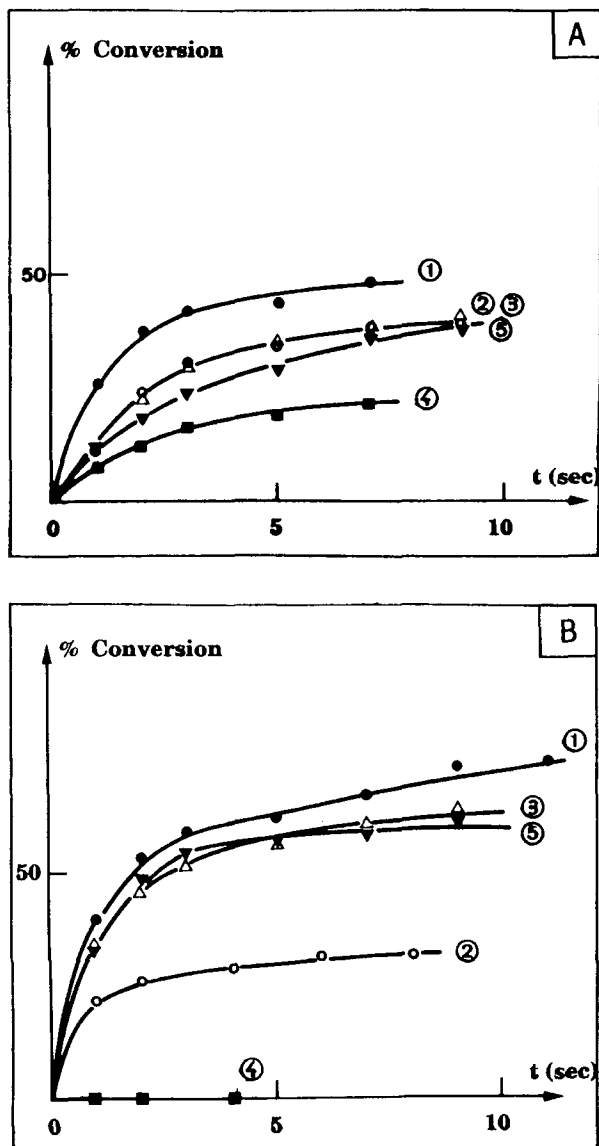 A
% Conversion
50
①
② ③
⑤
④
t (sec)
0 5 10
B
% Conversion
①
③
50
⑤
②
④
t (sec)
0 5 10